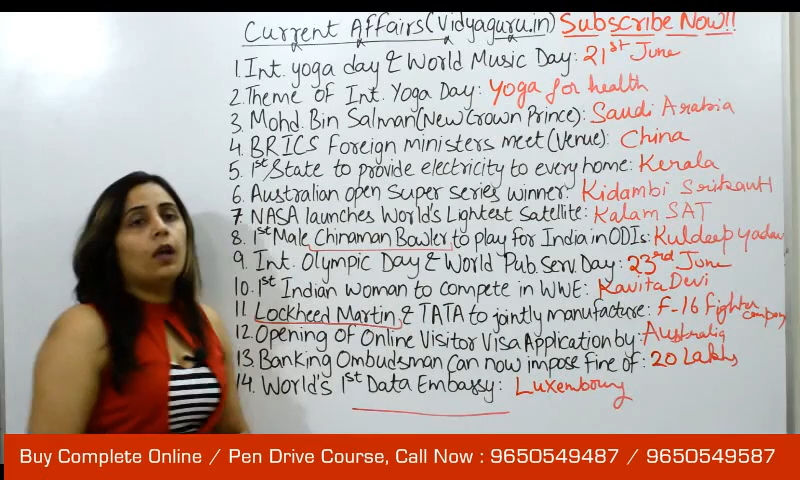 Current Affairs (Vidyaguru.in) Subscribe Now!!
1. Int. yoga day & World Music Day: 21st June
2. Theme of Int. Yoga Day: Yoga for health
3. Mohd. Bin Salman (New Crown Prince): Saudi Arabia
4. BRICS Foreign ministers meet (Venue): China
5. 1st State to provide electricity to every home: Kerala
6. Australian open super series winner: Kidambi Srikanth
7. NASA launches World's Lightest Satellite: Kalam SAT
8. 1st Male Chinaman Bowler to play for India in ODIs: Kuldeep yadav
9. Int. Olympic Day & World Pub. Serv. Day: 23rd June
10. 1st Indian woman to compete in WWE: Kavita Devi
11. Lockheed Martin & TATA to jointly manufacture: F-16 Fighter
12. Opening of Online Visitor Visa Application by: Australia
13. Banking Ombudsman Can now impose fine of: 20 Lakhs
14. World's 1st Data Embassy: Luxembourg
Buy Complete Online / Pen Drive Course, Call Now : 9650549487 / 9650549587